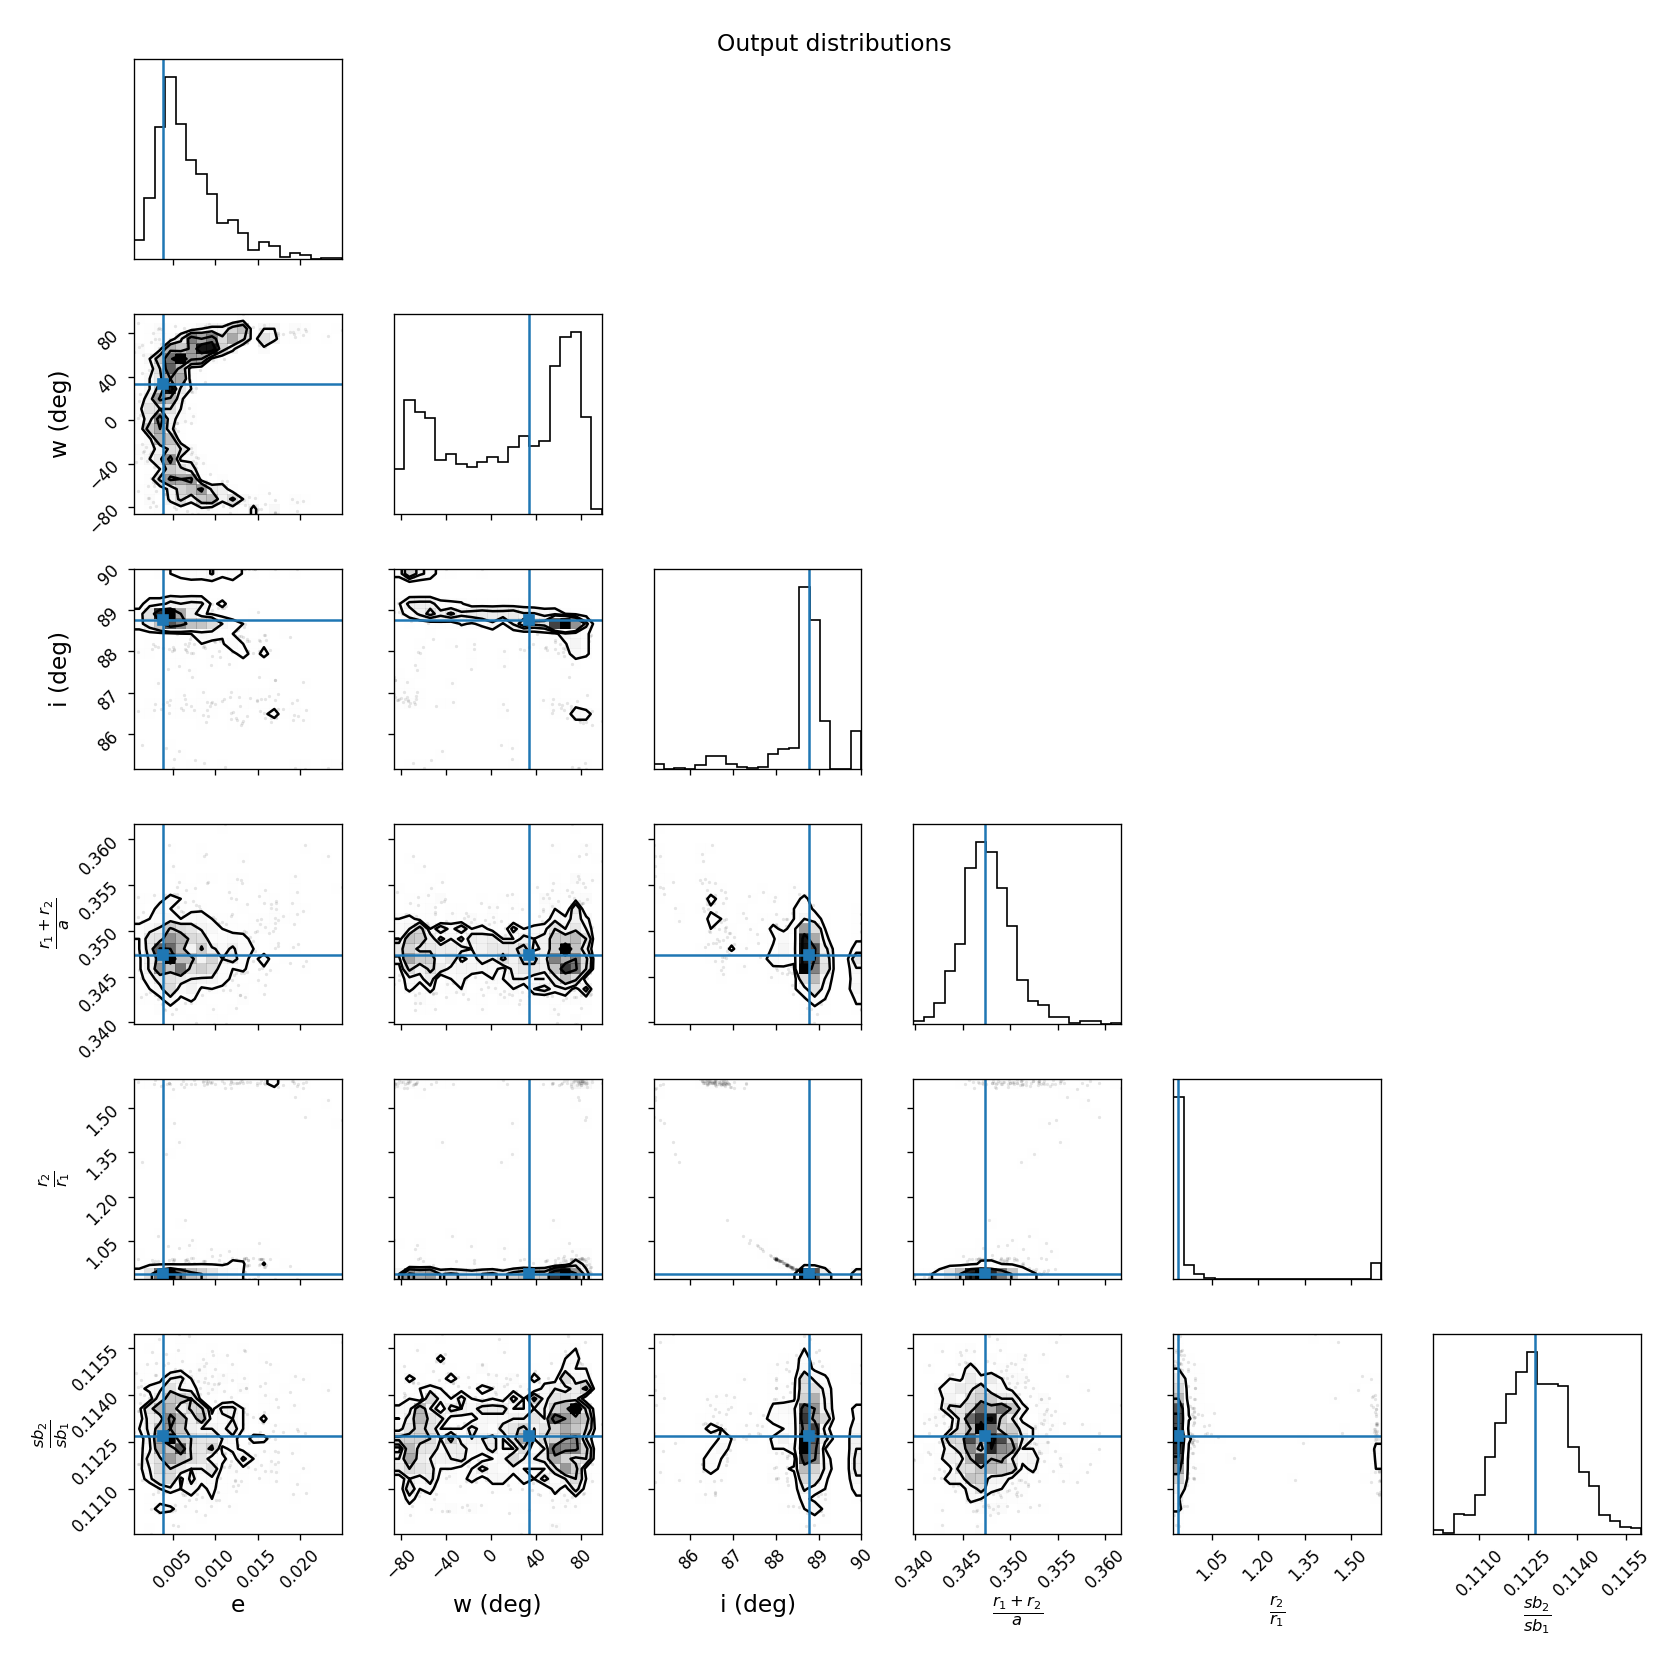 Output distributions
w (deg)
80
40
0
−40
−80
i (deg)
90
89
88
87
86
r₁ + r₂
a
0.360
0.355
0.350
0.345
0.340
r₂
r₁
1.50
1.35
1.20
1.05
sb₂
sb₁
0.1155
0.1140
0.1125
0.1110
0.005 0.010 0.015 0.020 −80 −40 0 40 80 86 87 88 89 90 0.340 0.345 0.350 0.355 0.360 1.05 1.20 1.35 1.50 0.1110 0.1125 0.1140 0.1155
e w (deg) i (deg) r₁ + r₂ r₂ sb₂
a r₁ sb₁